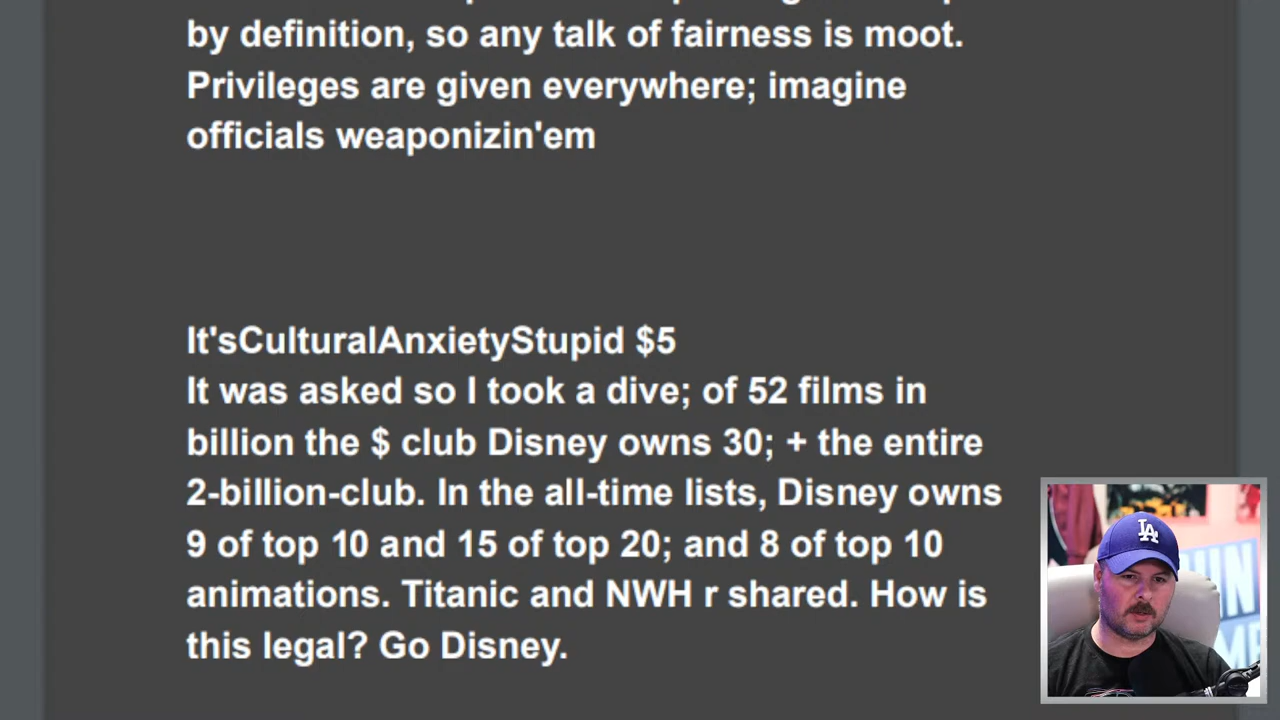 by definition, so any talk of fairness is moot.
Privileges are given everywhere; imagine
officials weaponizin'em
It'sCulturalAnxietyStupid $5
It was asked so I took a dive; of 52 films in
billion the $ club Disney owns 30; + the entire
2-billion-club. In the all-time lists, Disney owns
9 of top 10 and 15 of top 20; and 8 of top 10
animations. Titanic and NWH r shared. How is
this legal? Go Disney.
LA